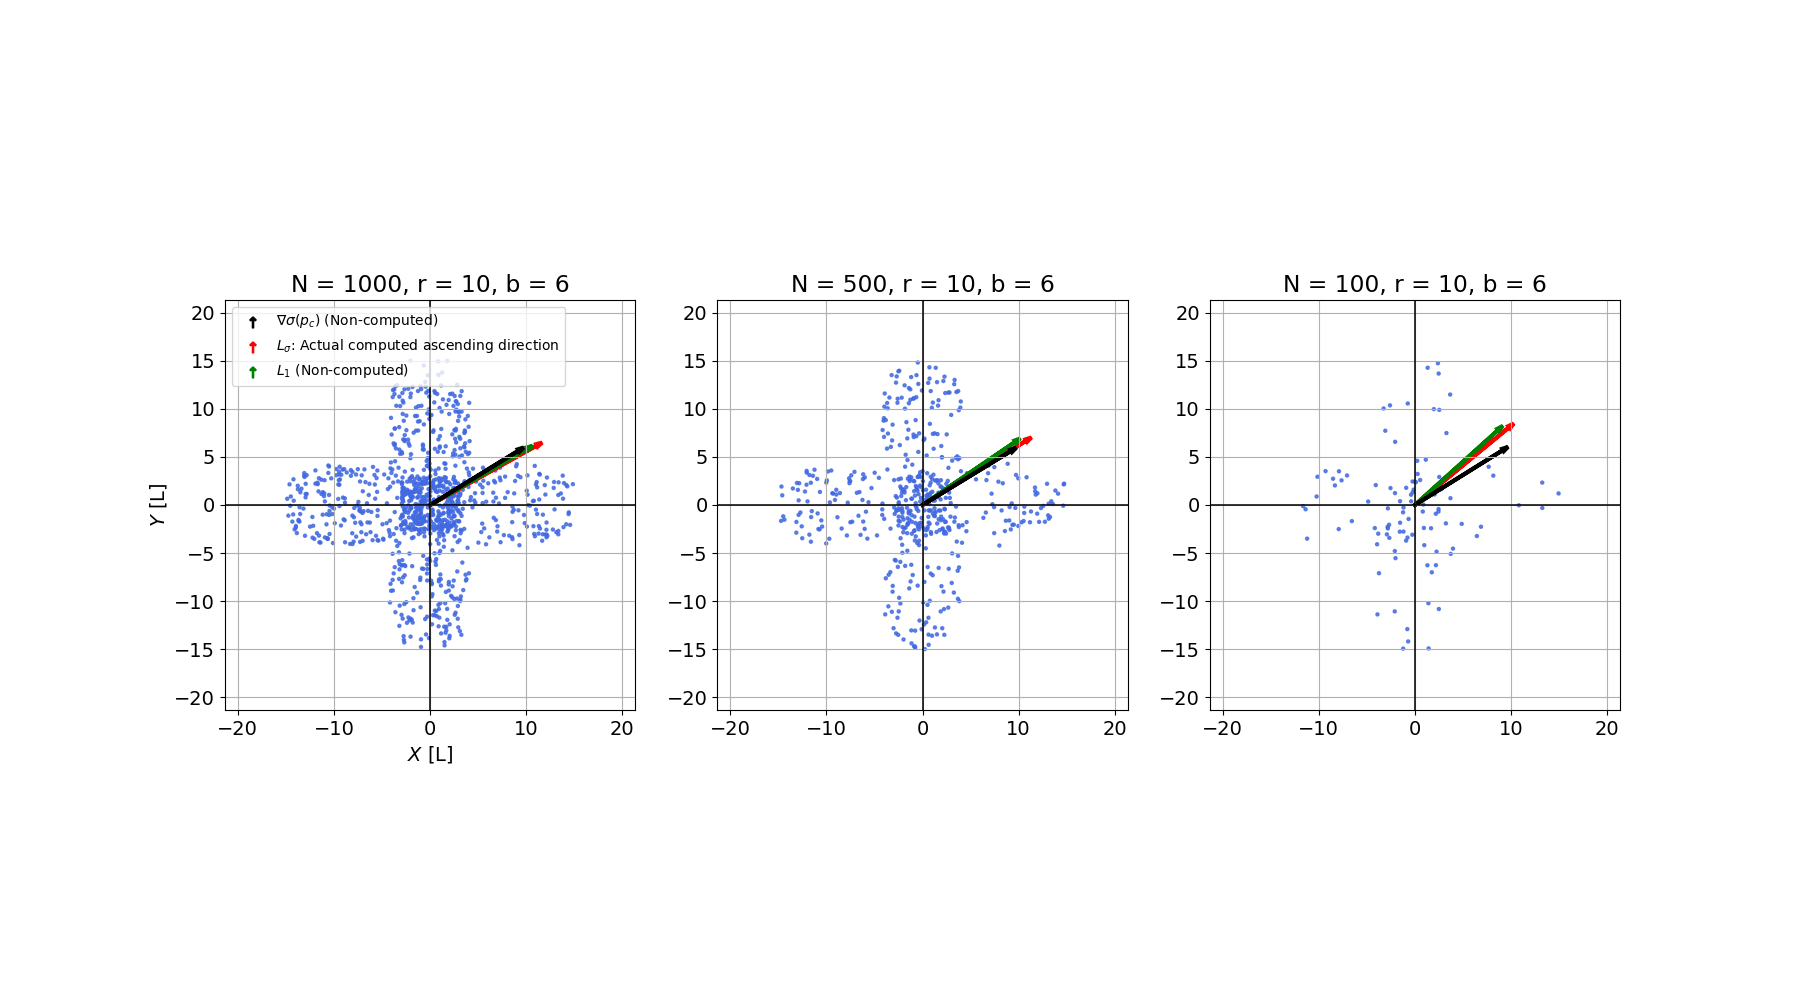 N = 1000, r = 10, b = 6
N = 500, r = 10, b = 6
N = 100, r = 10, b = 6
∇σ(p_c) (Non-computed)
L_σ: Actual computed ascending direction
L_1 (Non-computed)
20
15
10
5
0
−5
−10
−15
−20
Y [L]
−20 −10 0 10 20
X [L]
20
15
10
5
0
−5
−10
−15
−20
−20 −10 0 10 20
20
15
10
5
0
−5
−10
−15
−20
−20 −10 0 10 20